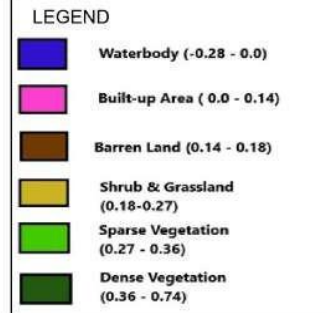 LEGEND
Waterbody (-0.28 - 0.0)
Built-up Area ( 0.0 - 0.14)
Barren Land (0.14 - 0.18)
Shrub & Grassland
(0.18-0.27)
Sparse Vegetation
(0.27 - 0.36)
Dense Vegetation
(0.36 - 0.74)